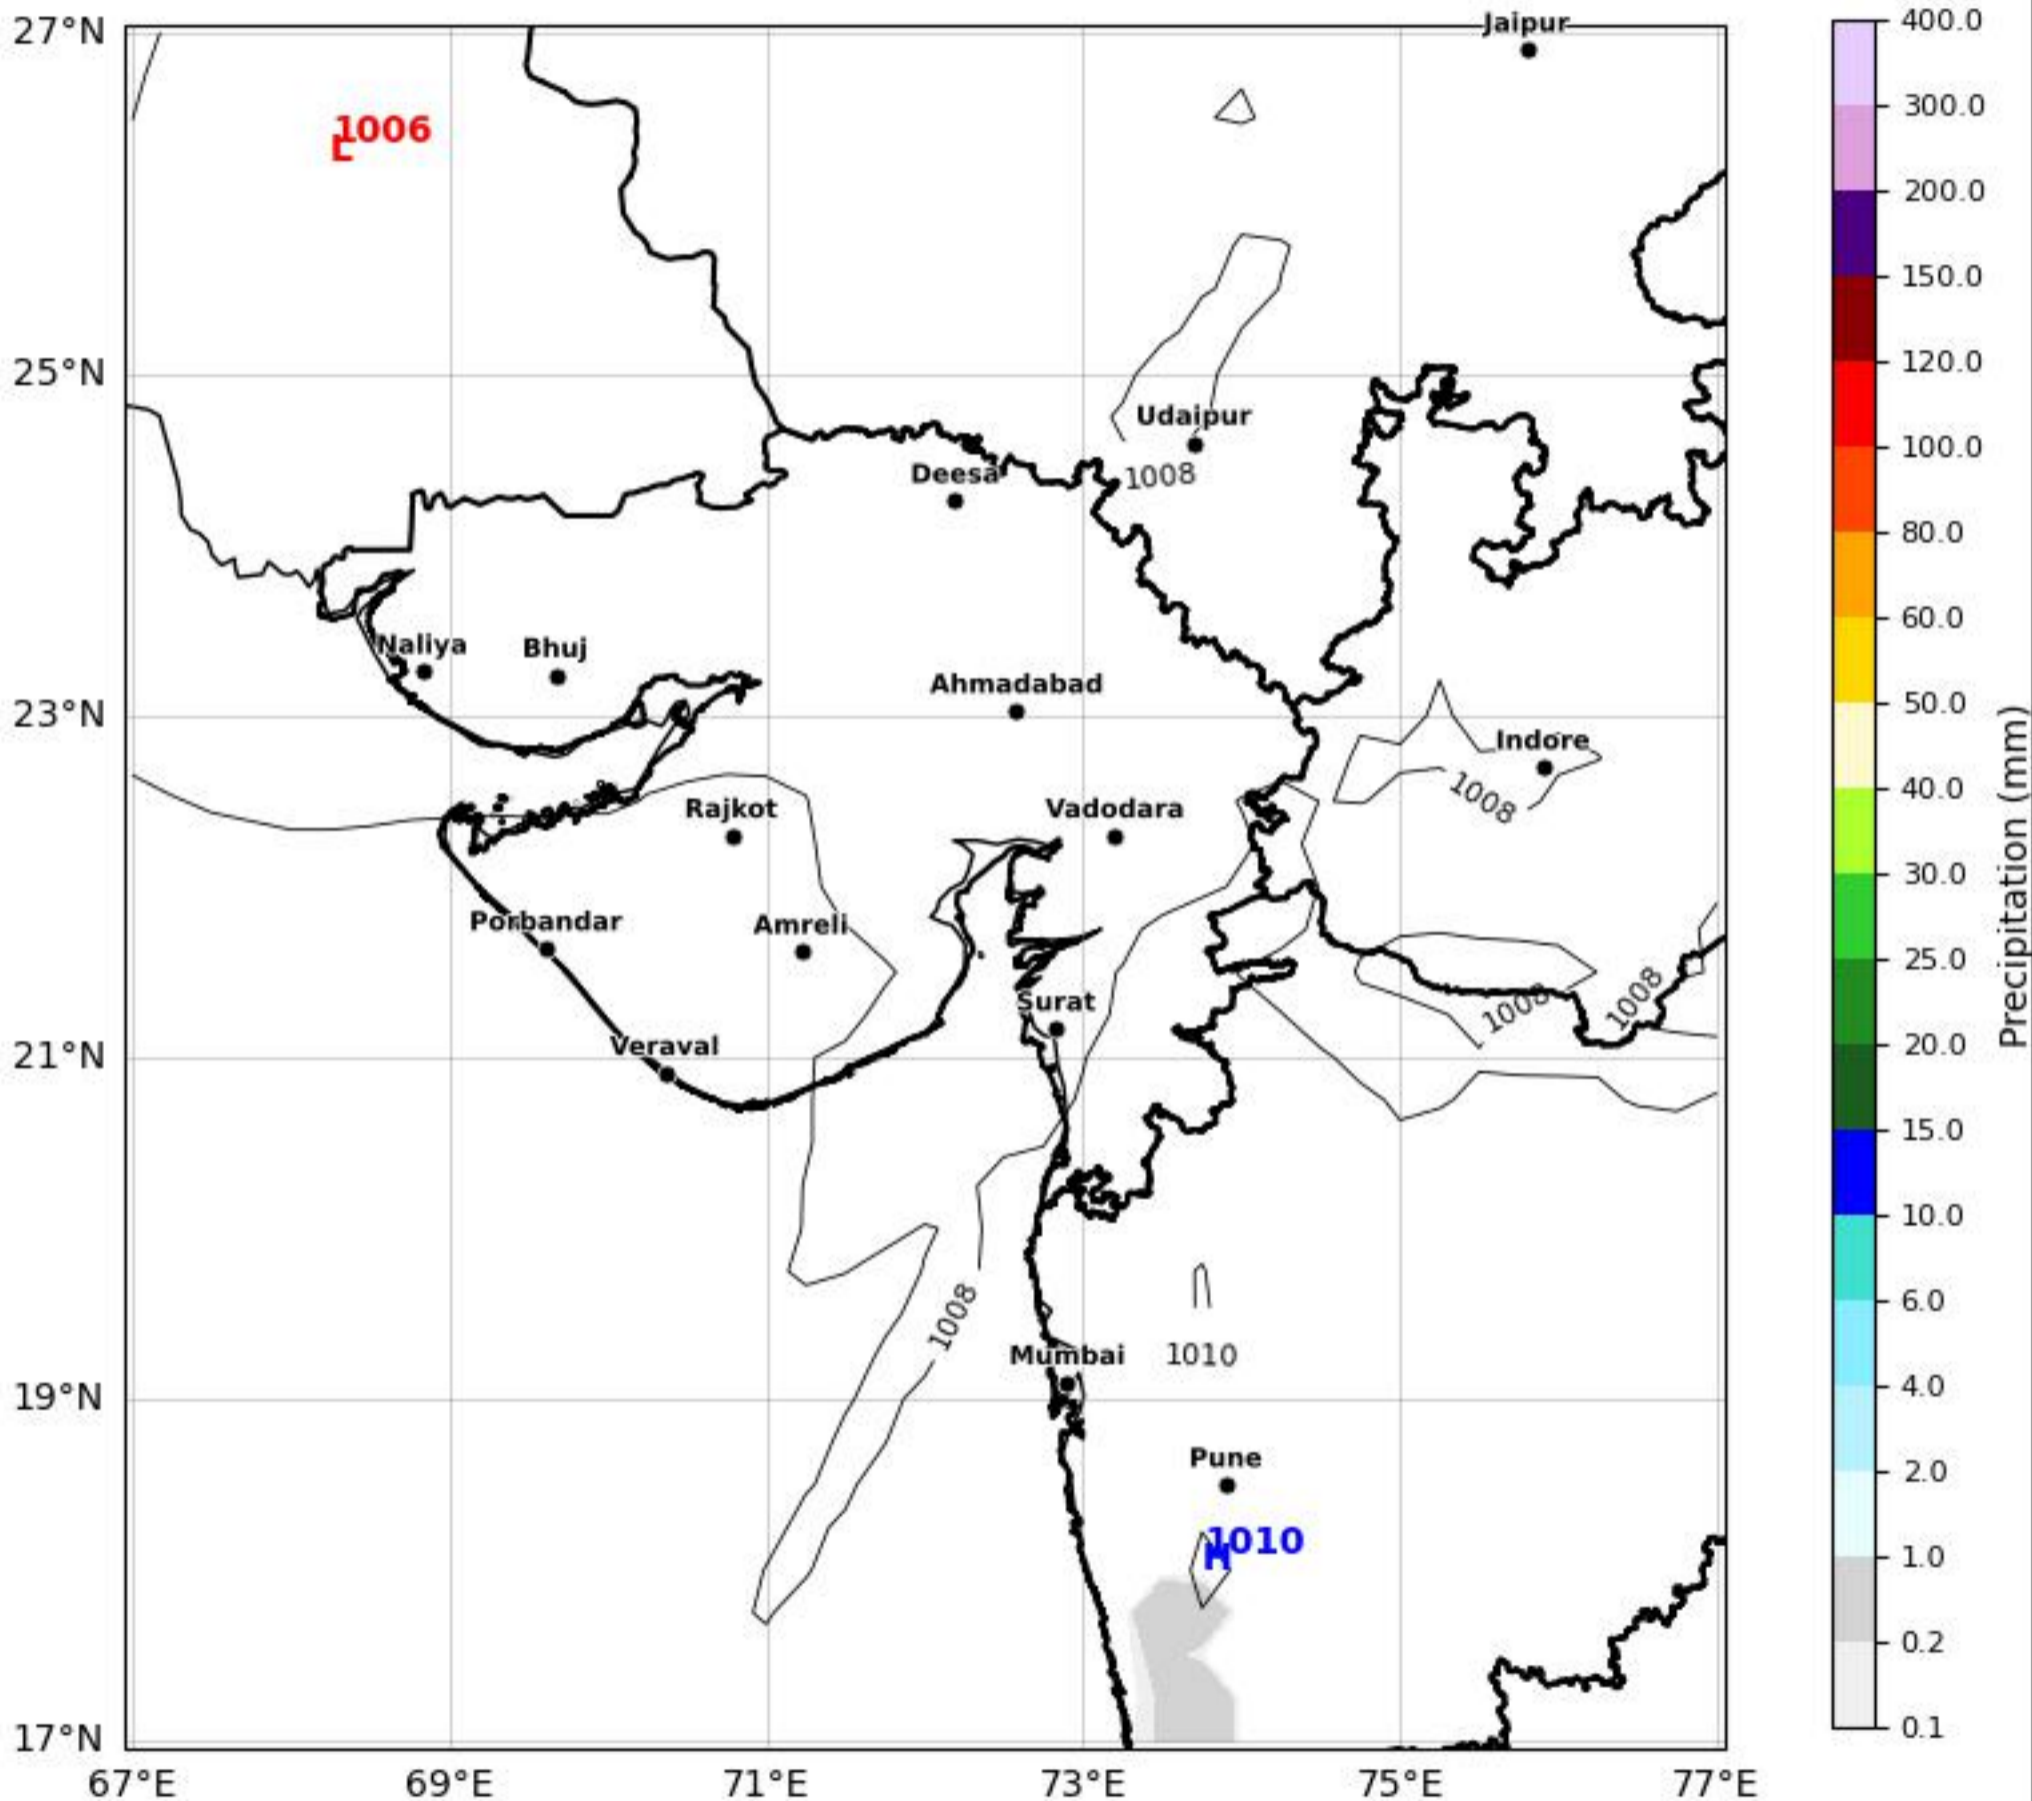 27°N
25°N
23°N
21°N
19°N
17°N
67°E
69°E
71°E
73°E
75°E
77°E
Jaipur
1006
L
Udaipur
1008
Deesa
Naliya
Bhuj
Ahmadabad
Indore
1008
Rajkot
Vadodara
Porbandar
Amreli
Surat
1008
1008
Veraval
1008
Mumbai
1010
Pune
1010
H
400.0
300.0
200.0
150.0
120.0
100.0
80.0
60.0
50.0
40.0
30.0
25.0
20.0
15.0
10.0
6.0
4.0
2.0
1.0
0.2
0.1
Precipitation (mm)